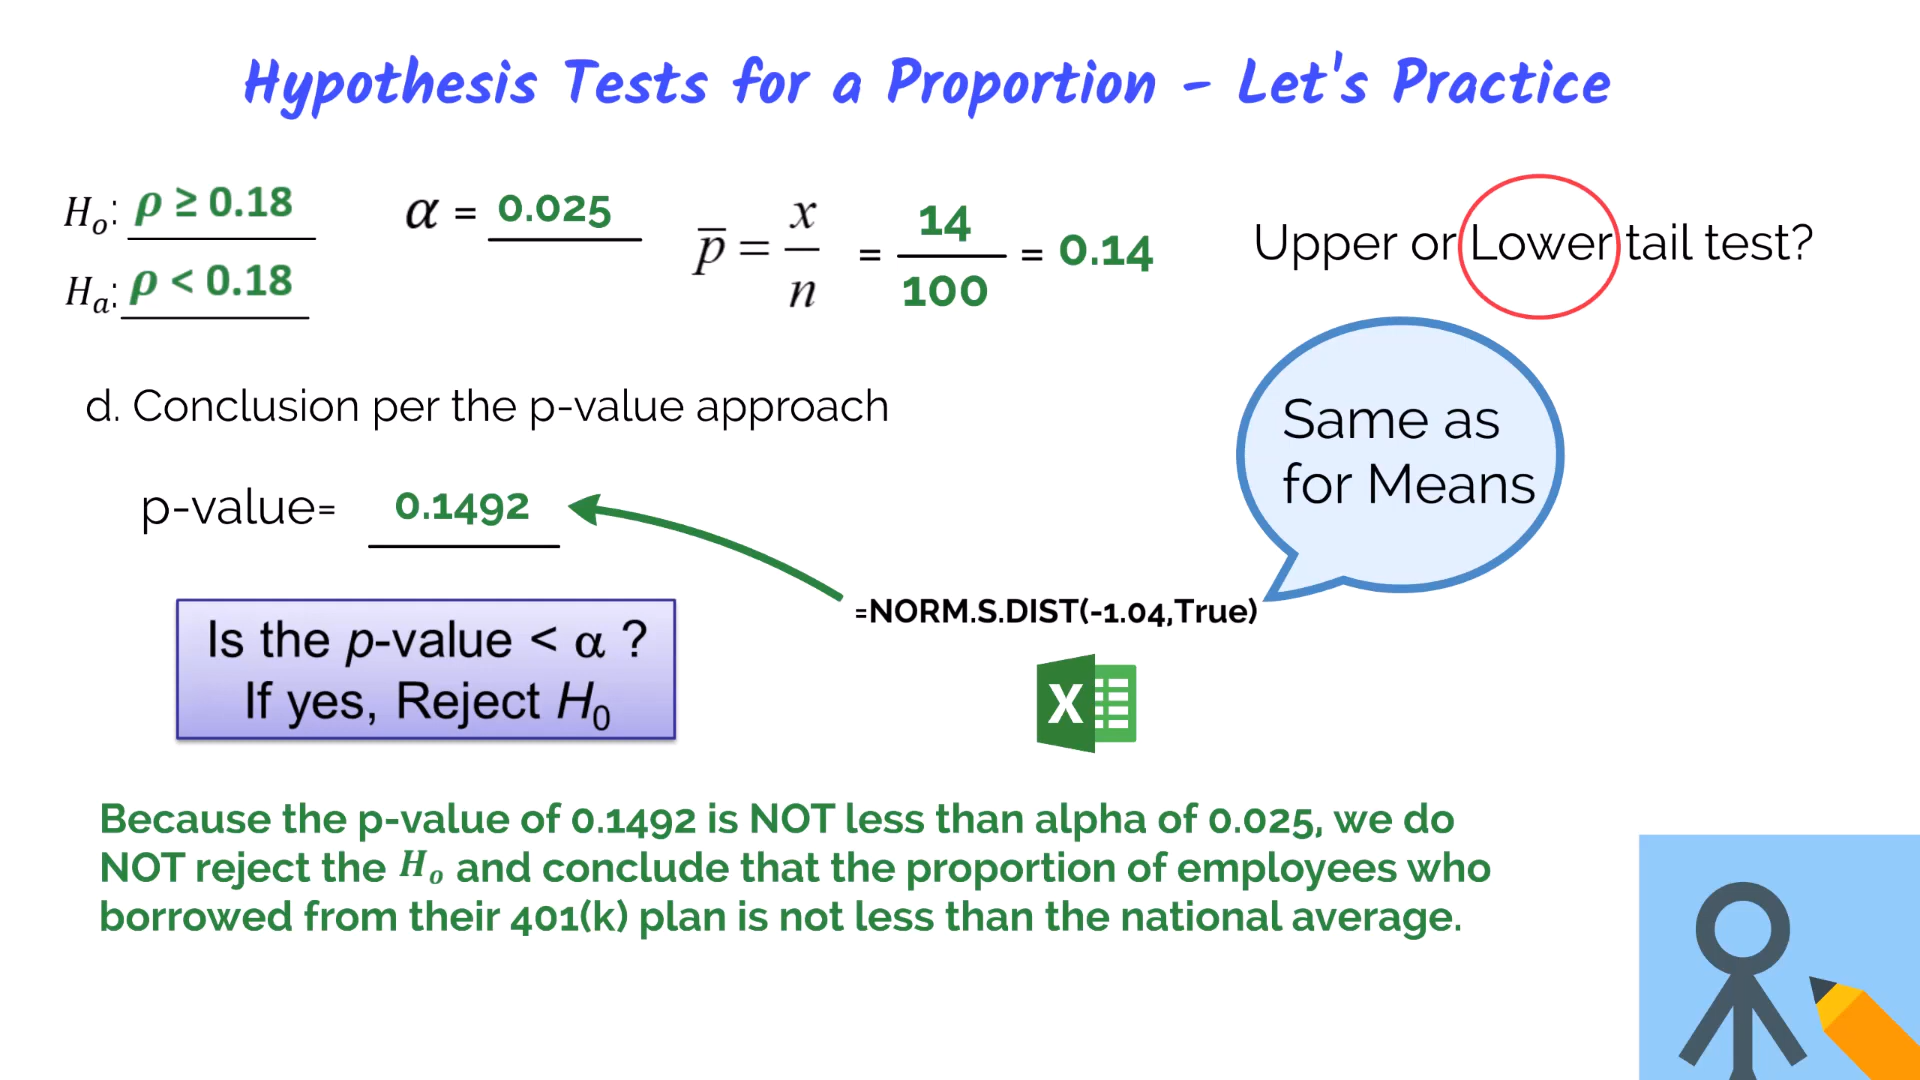 Hypothesis Tests for a Proportion - Let's Practice
Hₒ: ρ ≥ 0.18
Hₐ: ρ < 0.18
α = 0.025
p̅ = x/n = 14/100 = 0.14
Upper or Lower tail test?
Same as
for Means
d. Conclusion per the p-value approach
p-value= 0.1492
=NORM.S.DIST(-1.04,True)
X
Is the p-value < α ?
If yes, Reject H₀
Because the p-value of 0.1492 is NOT less than alpha of 0.025, we do
NOT reject the Hₒ and conclude that the proportion of employees who
borrowed from their 401(k) plan is not less than the national average.